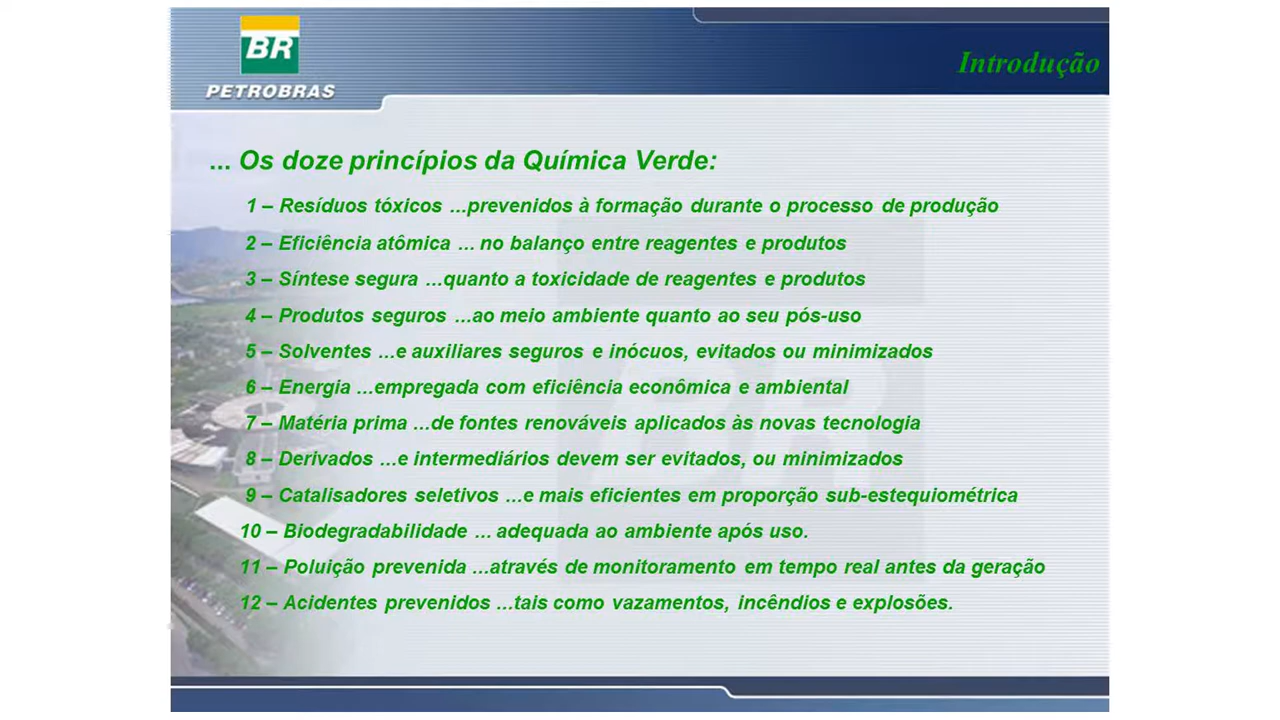 BR
PETROBRAS
Introdução
... Os doze princípios da Química Verde:
1 – Resíduos tóxicos ...prevenidos à formação durante o processo de produção
2 – Eficiência atômica ... no balanço entre reagentes e produtos
3 – Síntese segura ...quanto a toxicidade de reagentes e produtos
4 – Produtos seguros ...ao meio ambiente quanto ao seu pós-uso
5 – Solventes ...e auxiliares seguros e inócuos, evitados ou minimizados
6 – Energia ...empregada com eficiência econômica e ambiental
7 – Matéria prima ...de fontes renováveis aplicados às novas tecnologia
8 – Derivados ...e intermediários devem ser evitados, ou minimizados
9 – Catalisadores seletivos ...e mais eficientes em proporção sub-estequiométrica
10 – Biodegradabilidade ... adequada ao ambiente após uso.
11 – Poluição prevenida ...através de monitoramento em tempo real antes da geração
12 – Acidentes prevenidos ...tais como vazamentos, incêndios e explosões.